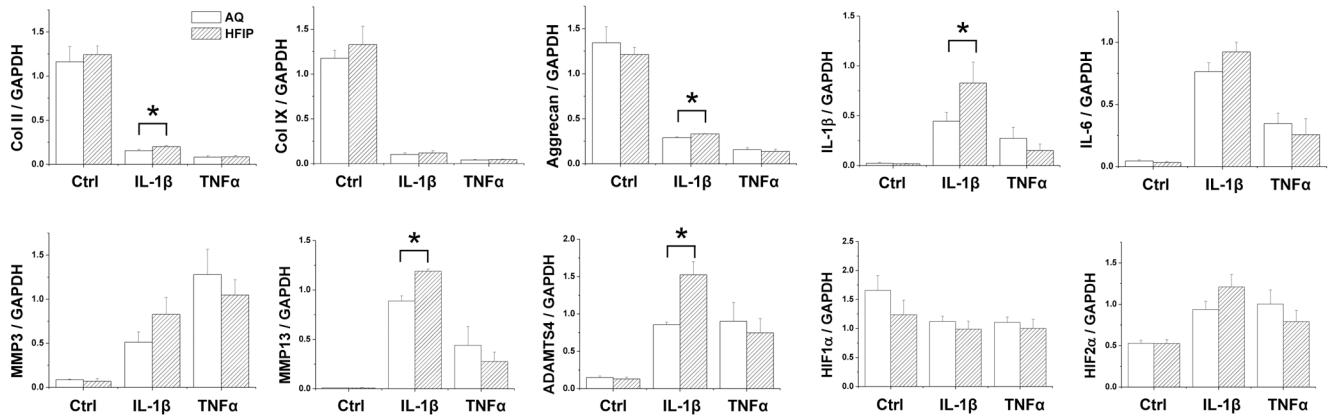 AQ
HFIP
Col II / GAPDH
1.5
1.0
0.5
0.0
Ctrl IL-1β TNFα
Col IX / GAPDH
1.5
1.0
0.5
0.0
Ctrl IL-1β TNFα
Aggrecan / GAPDH
1.5
1.0
0.5
0.0
Ctrl IL-1β TNFα
IL-1β / GAPDH
1.5
1.0
0.5
0.0
Ctrl IL-1β TNFα
IL-6 / GAPDH
1.0
0.5
0.0
Ctrl IL-1β TNFα
MMP3 / GAPDH
1.5
1.0
0.5
0.0
Ctrl IL-1β TNFα
MMP13 / GAPDH
1.5
1.0
0.5
0.0
Ctrl IL-1β TNFα
ADAMTS4 / GAPDH
2.0
1.5
1.0
0.5
0.0
Ctrl IL-1β TNFα
HIF1α / GAPDH
2.5
2.0
1.5
1.0
0.5
0.0
Ctrl IL-1β TNFα
HIF2α / GAPDH
1.5
1.0
0.5
0.0
Ctrl IL-1β TNFα
*
*
*
*
*